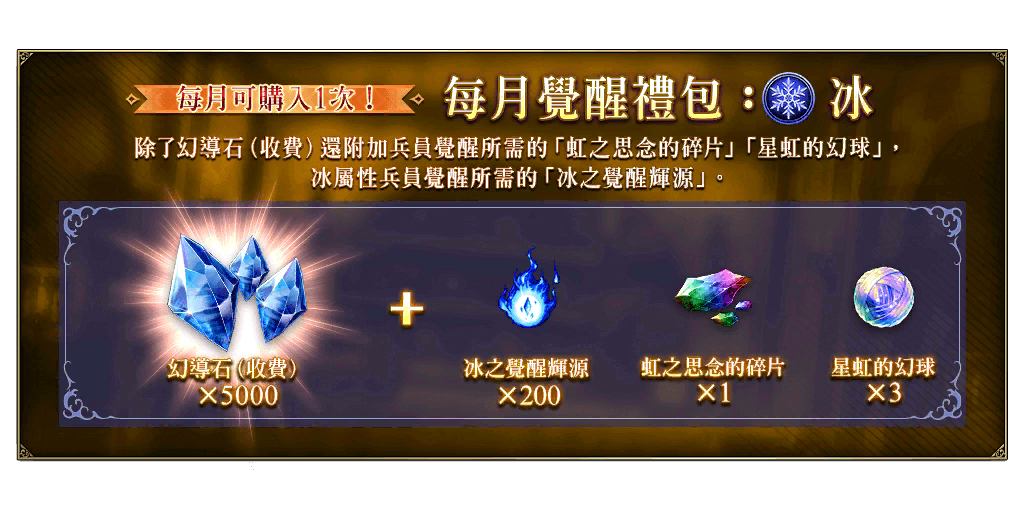 每月可購入1次！
每月覺醒禮包：冰
除了幻導石(收費)還附加兵員覺醒所需的「虹之思念的碎片」「星虹的幻球」，
冰屬性兵員覺醒所需的「冰之覺醒輝源」。
幻導石(收費)
×5000
+
冰之覺醒輝源
×200
虹之思念的碎片
×1
星虹的幻球
×3